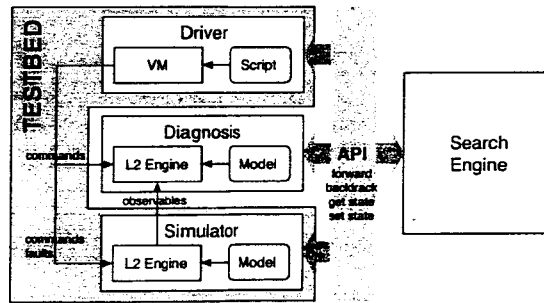 TESTBED
Driver
VM
Script
Diagnosis
commands
L2 Engine
Model
observables
Simulator
commands
faults
L2 Engine
Model
API
forward
backtrack
get state
set state
Search
Engine